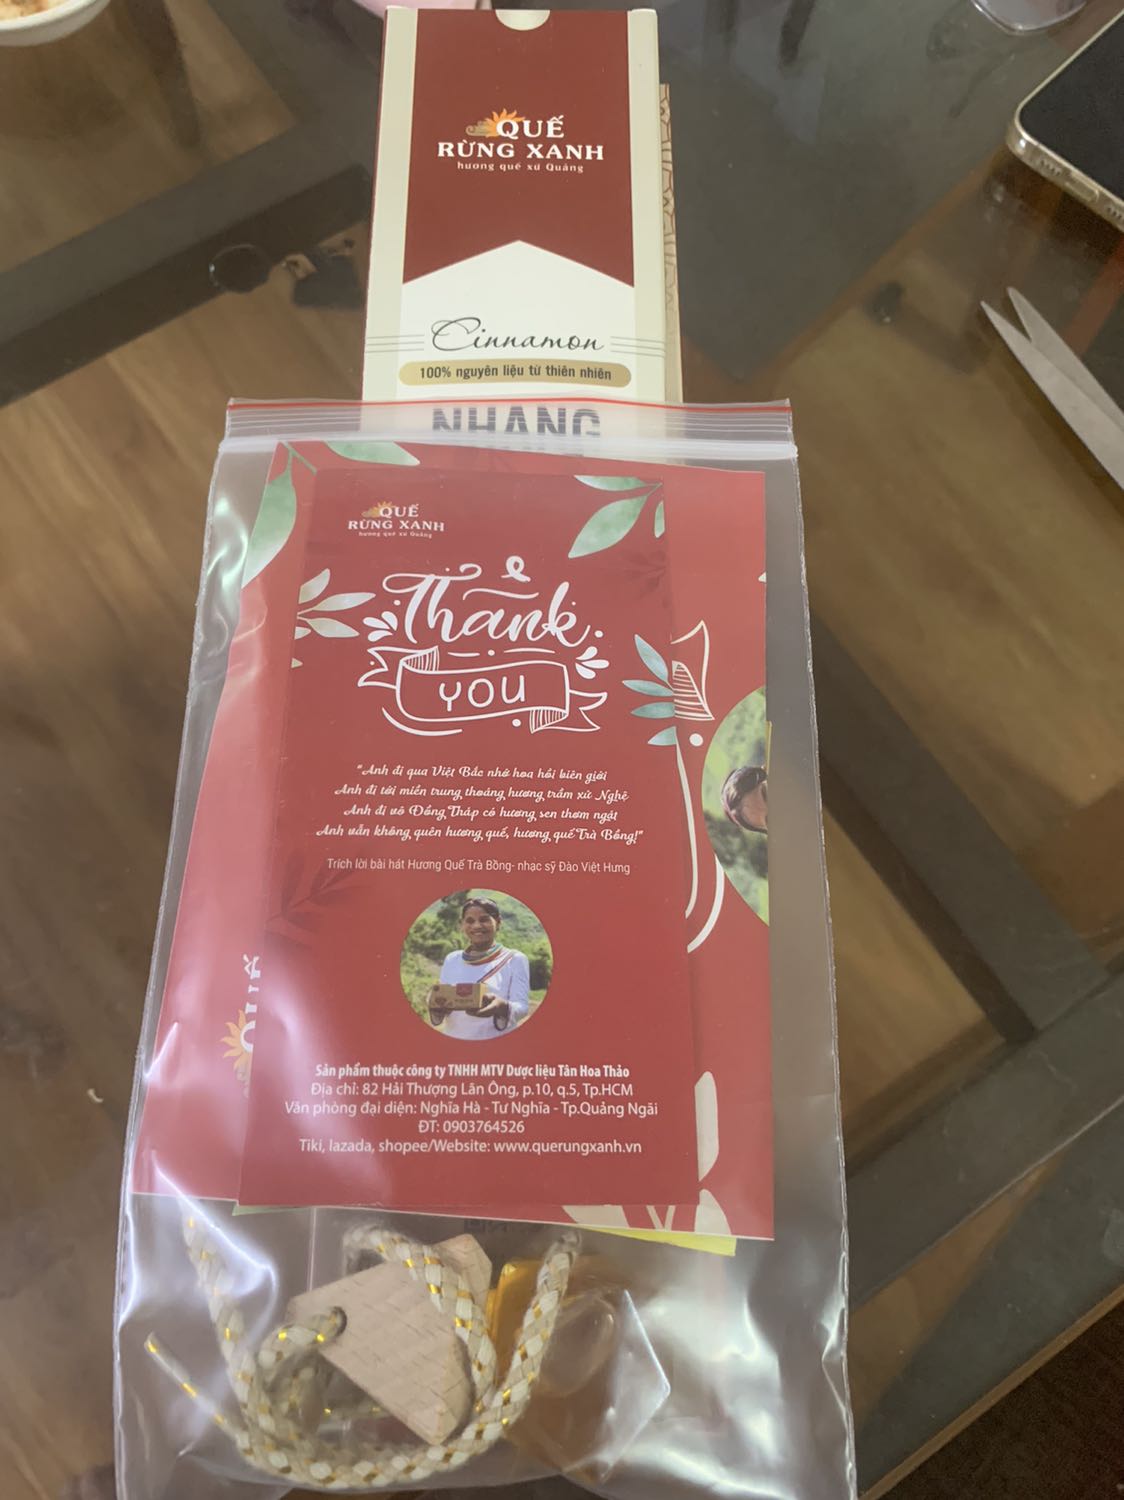 QUẾ
RỪNG XANH
hương quế xứ Quảng
Cinnamon
100% nguyên liệu từ thiên nhiên
NHANG
QUẾ
RỪNG XANH
hương quế xứ Quảng
Thank
YOU
"Anh đi qua Việt Bắc nhớ hoa hồi biên giới
Anh đi tới miền trung thoáng hương trầm xứ Nghệ
Anh đi vô Đồng Tháp có hương sen thơm ngát
Anh vẫn không quên hương quế, hương quế Trà Bồng!"
Trích lời bài hát Hương Quế Trà Bồng- nhạc sỹ Đào Việt Hưng
Sản phẩm thuộc công ty TNHH MTV Dược liệu Tân Hoa Thảo
Địa chỉ: 82 Hải Thượng Lãn Ông, p.10, q.5, Tp.HCM
Văn phòng đại diện: Nghĩa Hà - Tư Nghĩa - Tp.Quảng Ngãi
ĐT: 0903764526
Tiki, lazada, shopee/Website: www.querungxanh.vn